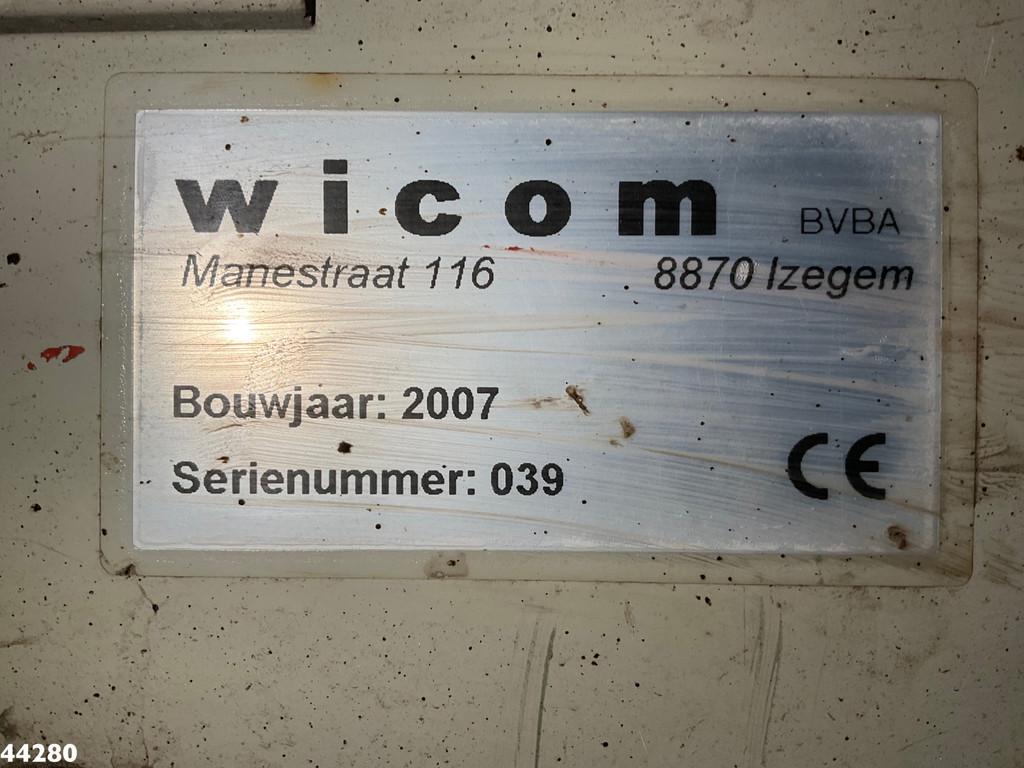 wicom BVBA
Manestraat 116 8870 Izegem
Bouwjaar: 2007
Serienummer: 039
CE
44280